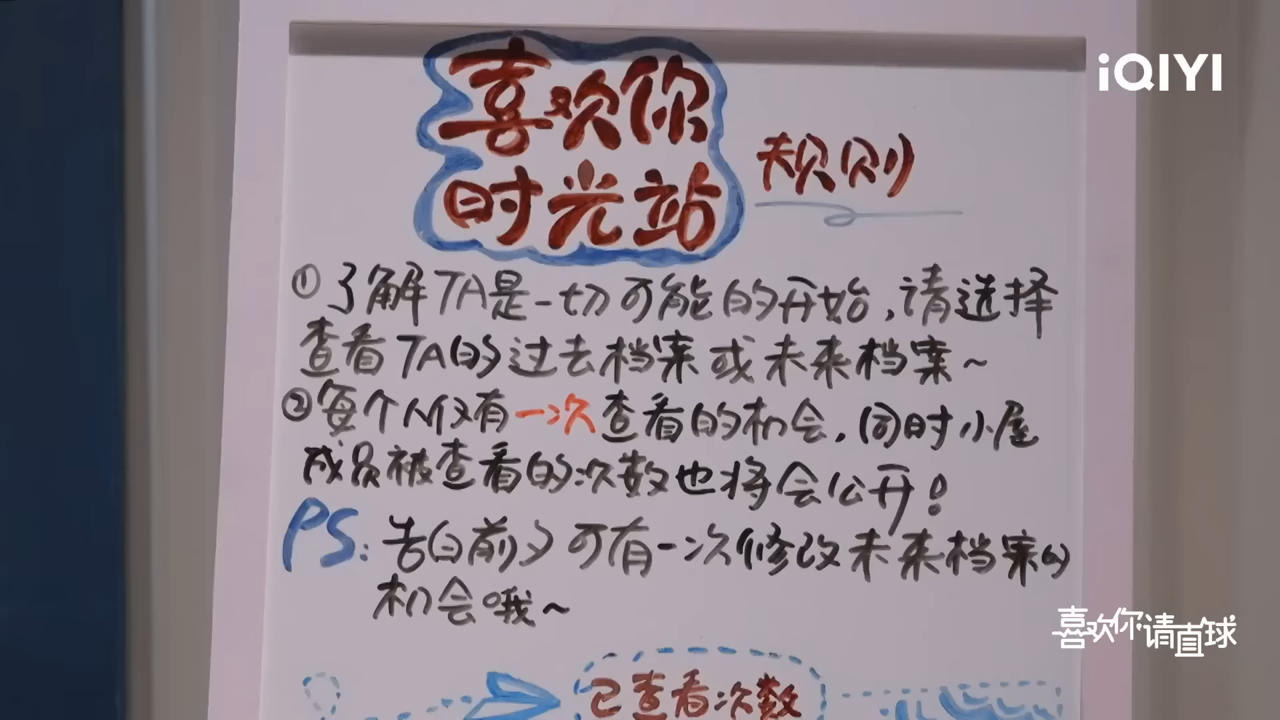 iQIYI
喜欢你
时光站
规则
①了解TA是一切可能的开始,请选择
查看TA的过去档案或未来档案~
②每个人仅有一次查看的机会,同时小屋
成员被查看的次数也将会公开!
PS:告白前夕可有一次修改未来档案的
机会哦~
喜欢你请直球
已查看次数